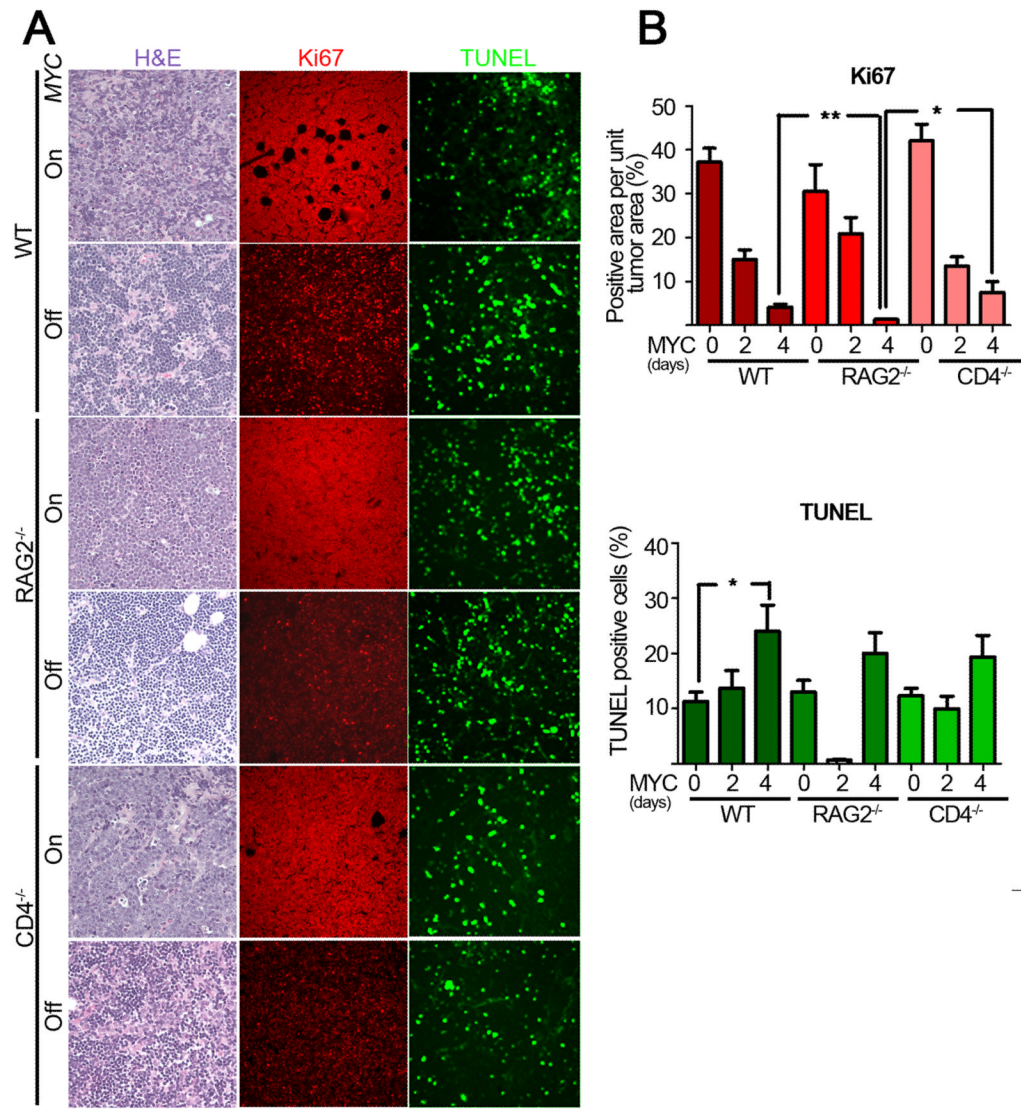 A
H&E
Ki67
TUNEL
MYC
WT
On
Off
RAG2-/-
On
Off
CD4-/-
On
Off
B
Ki67
Positive area per unit
tumor area (%)
50
40
30
20
10
**
*
0 2 4 0 2 4 0 2 4
MYC
(days)
WT RAG2-/- CD4-/-
TUNEL
TUNEL positive cells (%)
40
30
20
10
*
0 2 4 0 2 4 0 2 4
MYC
(days)
WT RAG2-/- CD4-/-